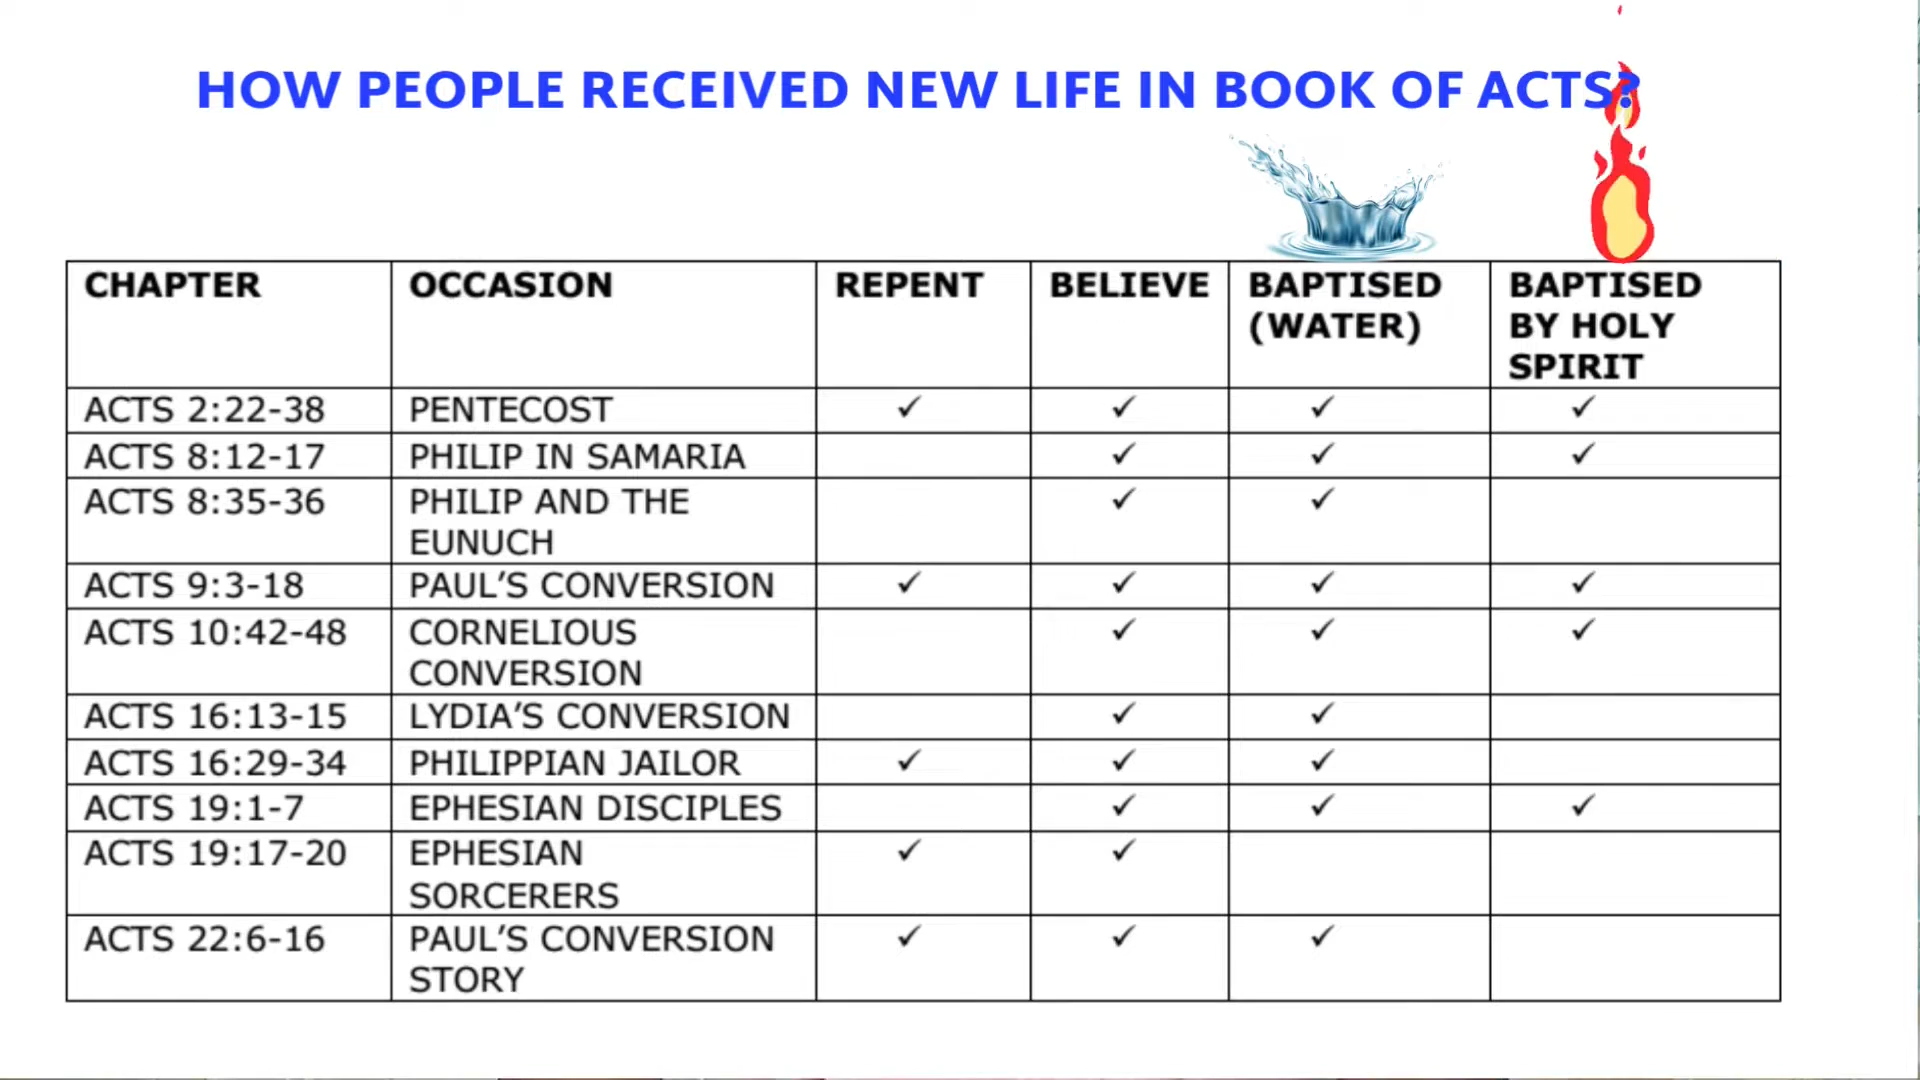 HOW PEOPLE RECEIVED NEW LIFE IN BOOK OF ACTS?
CHAPTER OCCASION REPENT BELIEVE BAPTISED (WATER) BAPTISED BY HOLY SPIRIT
ACTS 2:22-38 PENTECOST ✓ ✓ ✓ ✓
ACTS 8:12-17 PHILIP IN SAMARIA ✓ ✓ ✓
ACTS 8:35-36 PHILIP AND THE EUNUCH ✓ ✓
ACTS 9:3-18 PAUL’S CONVERSION ✓ ✓ ✓ ✓
ACTS 10:42-48 CORNELIOUS CONVERSION ✓ ✓ ✓
ACTS 16:13-15 LYDIA’S CONVERSION ✓ ✓
ACTS 16:29-34 PHILIPPIAN JAILOR ✓ ✓ ✓
ACTS 19:1-7 EPHESIAN DISCIPLES ✓ ✓ ✓
ACTS 19:17-20 EPHESIAN SORCERERS ✓ ✓
ACTS 22:6-16 PAUL’S CONVERSION STORY ✓ ✓ ✓